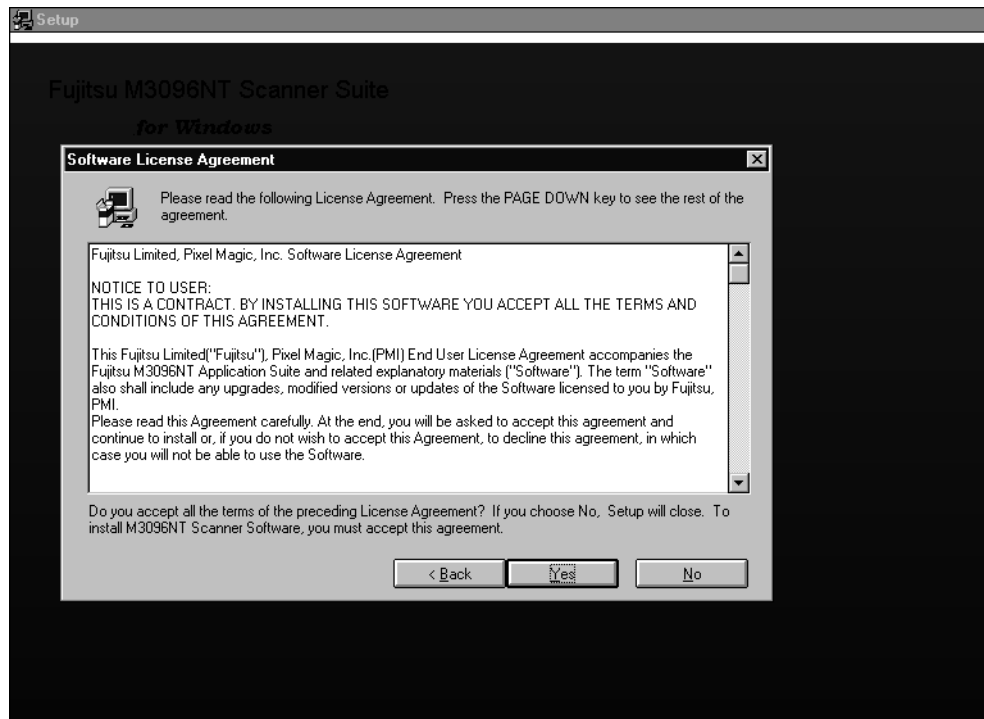 Setup
Fujitsu M3096NT Scanner Suite
for Windows
Software License Agreement
Please read the following License Agreement. Press the PAGE DOWN key to see the rest of the
agreement.
Fujitsu Limited, Pixel Magic, Inc. Software License Agreement
NOTICE TO USER:
THIS IS A CONTRACT. BY INSTALLING THIS SOFTWARE YOU ACCEPT ALL THE TERMS AND
CONDITIONS OF THIS AGREEMENT.
This Fujitsu Limited("Fujitsu"), Pixel Magic, Inc.(PMI) End User License Agreement accompanies the
Fujitsu M3096NT Application Suite and related explanatory materials ("Software"). The term "Software"
also shall include any upgrades, modified versions or updates of the Software licensed to you by Fujitsu,
PMI.
Please read this Agreement carefully. At the end, you will be asked to accept this agreement and
continue to install or, if you do not wish to accept this Agreement, to decline this agreement, in which
case you will not be able to use the Software.
Do you accept all the terms of the preceding License Agreement? If you choose No, Setup will close. To
install M3096NT Scanner Software, you must accept this agreement.
< Back Yes No